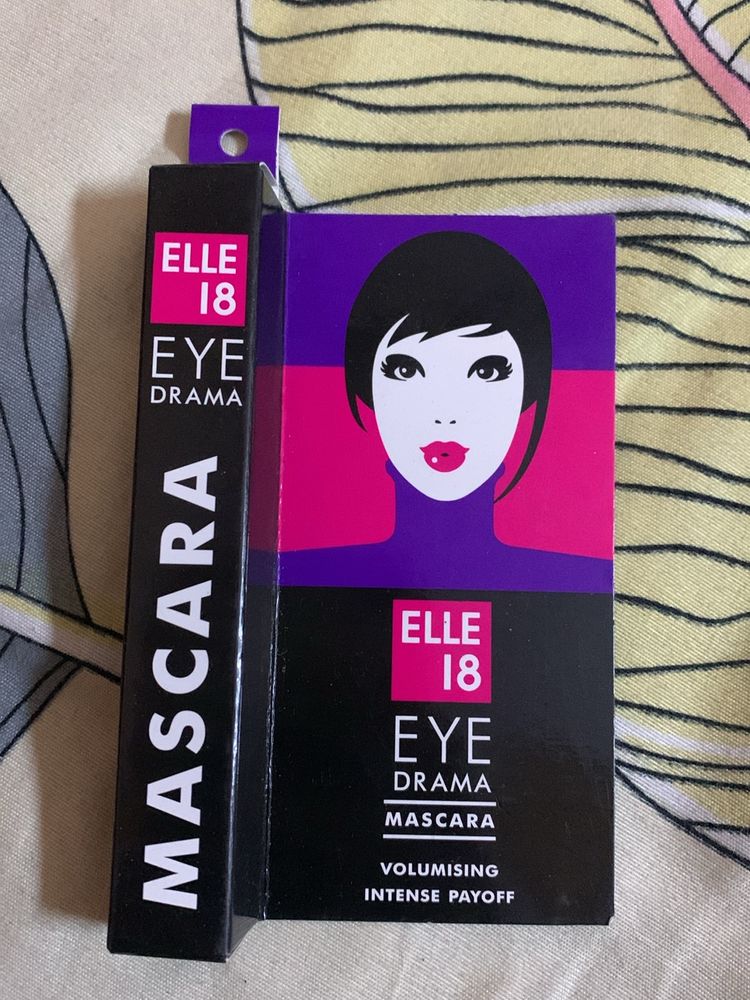 ELLE
18
EYE
DRAMA
MASCARA
ELLE
18
EYE
DRAMA
MASCARA
VOLUMISING
INTENSE PAYOFF